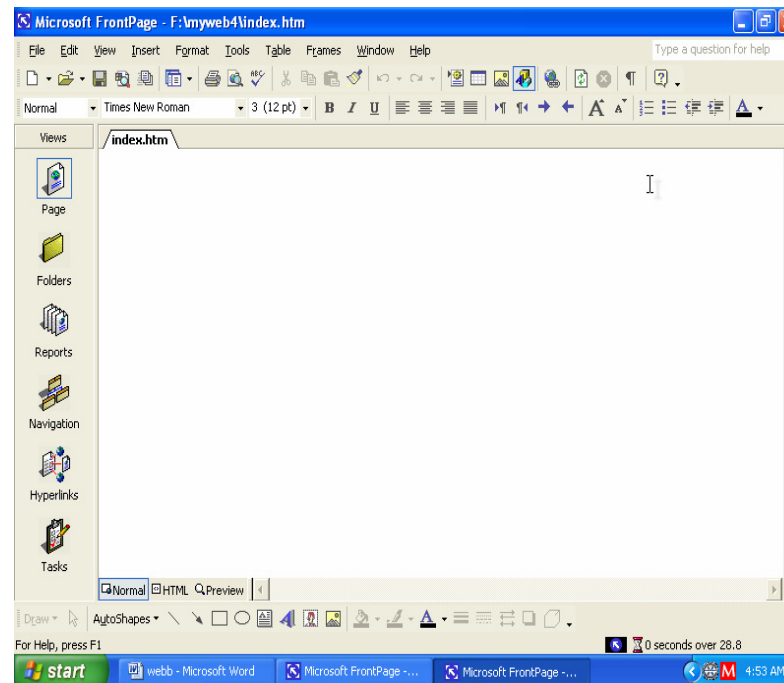 Microsoft FrontPage - F:\myweb4\index.htm
File Edit View Insert Format Tools Table Frames Window Help Type a question for help
Normal Times New Roman 3 (12 pt) B I U A A A
Views index.htm
Page
Folders
Reports
Navigation
Hyperlinks
Tasks
Normal HTML Preview
Draw AutoShapes A A
For Help, press F1 0 seconds over 28.8
start webb - Microsoft Word Microsoft FrontPage -... Microsoft FrontPage -... M 4:53 AM